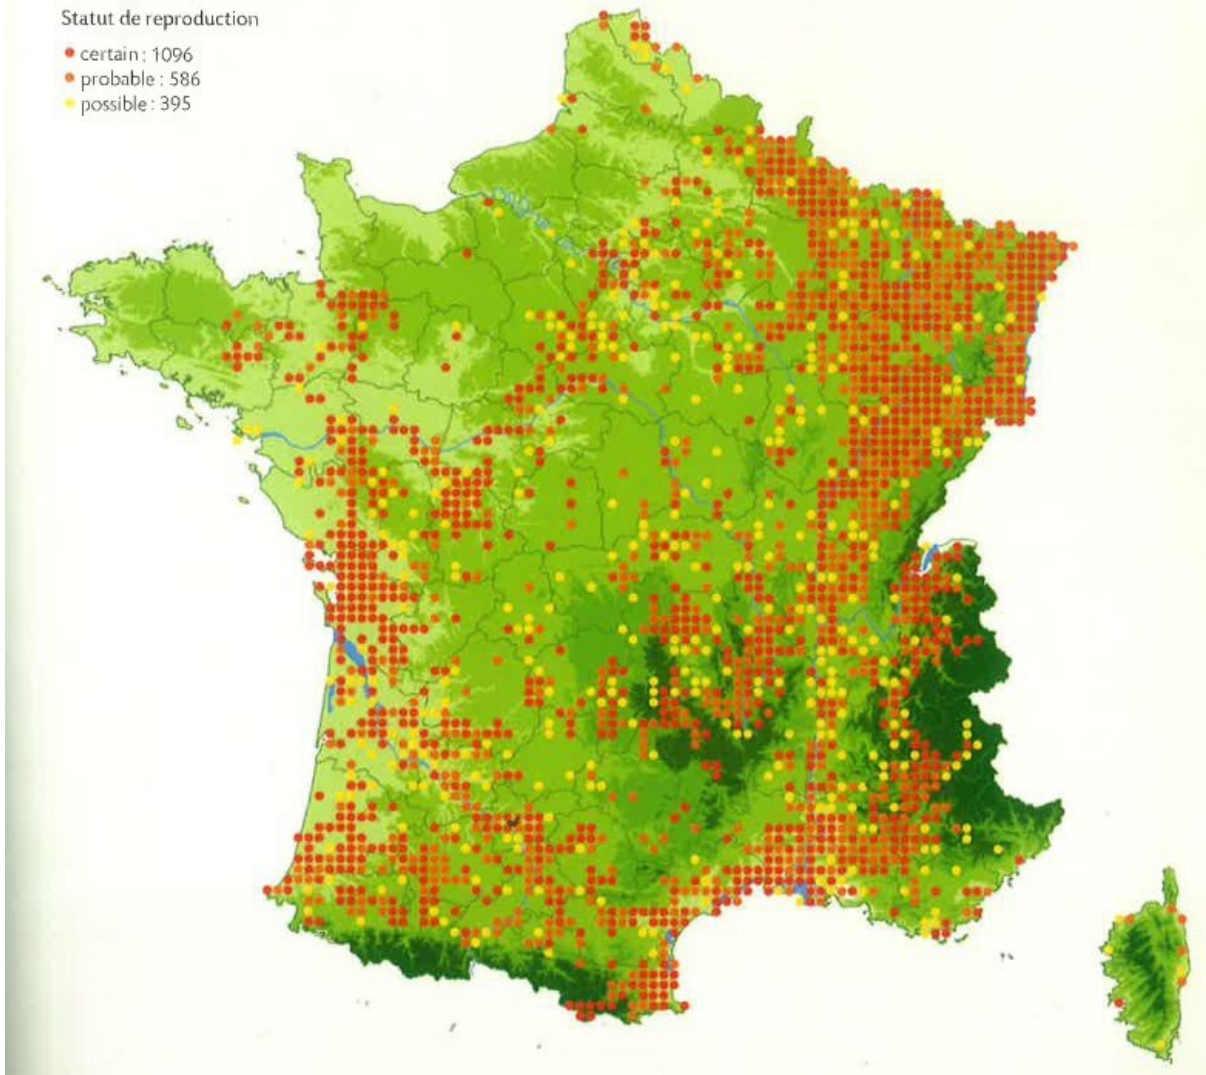 Statut de reproduction
certain : 1096
probable : 586
possible : 395